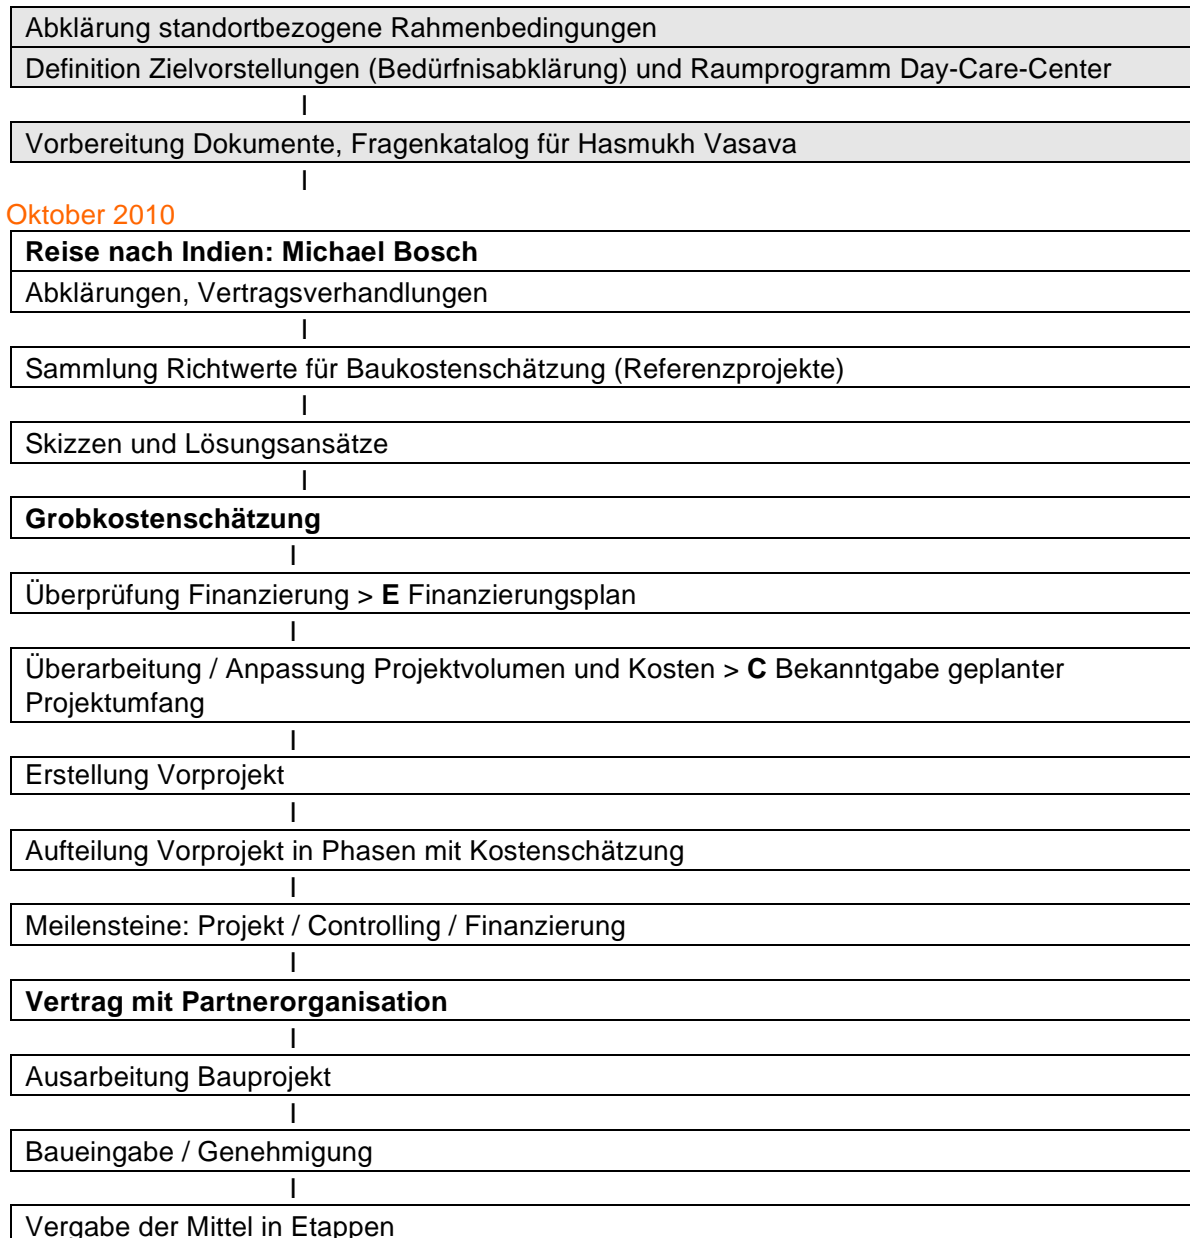 Abklärung standortbezogene Rahmenbedingungen
Definition Zielvorstellungen (Bedürfnisabklärung) und Raumprogramm Day-Care-Center
Vorbereitung Dokumente, Fragenkatalog für Hasmukh Vasava
Oktober 2010
Reise nach Indien: Michael Bosch
Abklärungen, Vertragsverhandlungen
Sammlung Richtwerte für Baukostenschätzung (Referenzprojekte)
Skizzen und Lösungsansätze
Grobkostenschätzung
Überprüfung Finanzierung > E Finanzierungsplan
Überarbeitung / Anpassung Projektvolumen und Kosten > C Bekanntgabe geplanter
Projektumfang
Erstellung Vorprojekt
Aufteilung Vorprojekt in Phasen mit Kostenschätzung
Meilensteine: Projekt / Controlling / Finanzierung
Vertrag mit Partnerorganisation
Ausarbeitung Bauprojekt
Baueingabe / Genehmigung
Vergabe der Mittel in Etappen